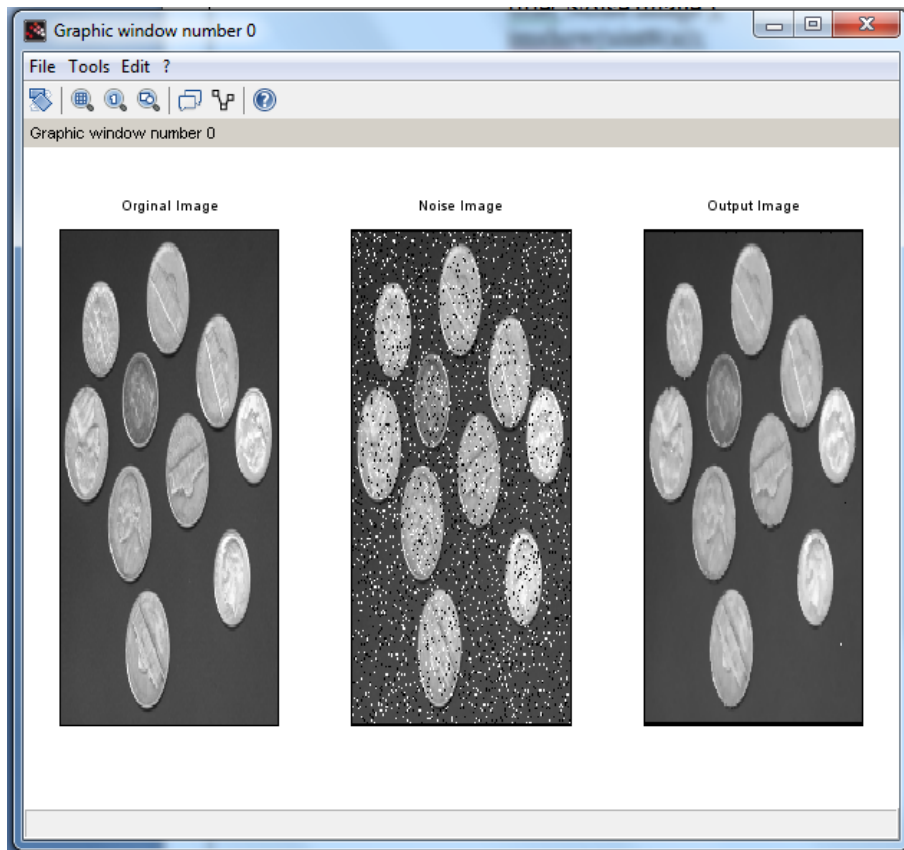 Graphic window number 0
File Tools Edit ?
Graphic window number 0
Orginal Image
Noise Image
Output Image